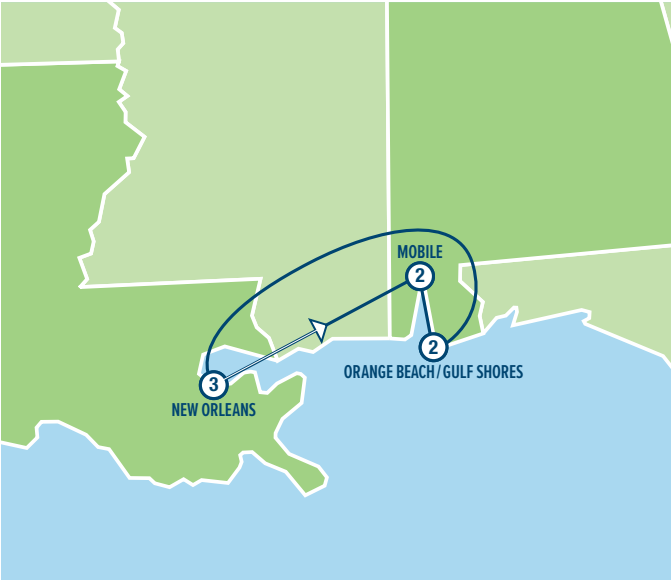 MOBILE
2
2
ORANGE BEACH/GULF SHORES
3
NEW ORLEANS